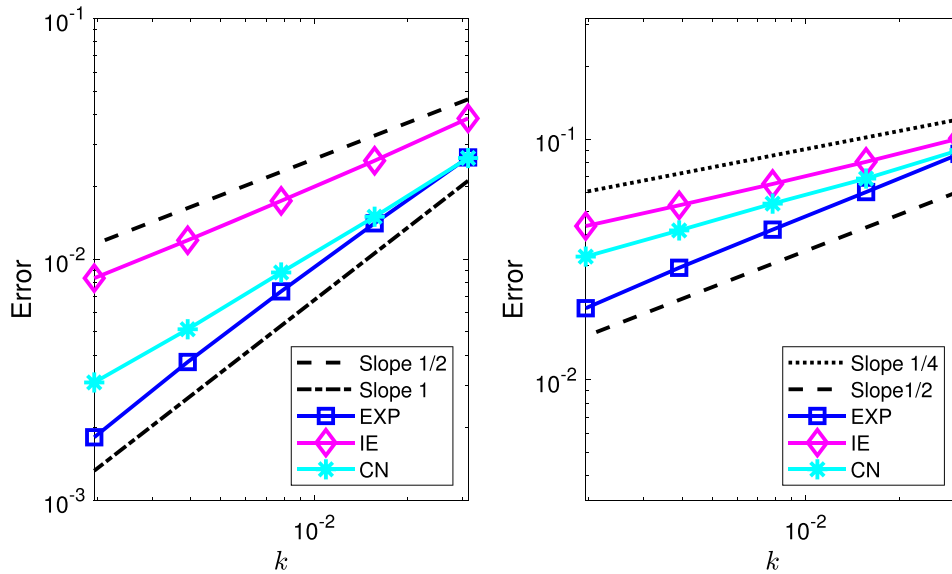 10^-1
10^-2
10^-3
Error
10^-2
k
Slope 1/2
Slope 1
EXP
IE
CN
10^-1
10^-2
Error
10^-2
k
Slope 1/4
Slope1/2
EXP
IE
CN